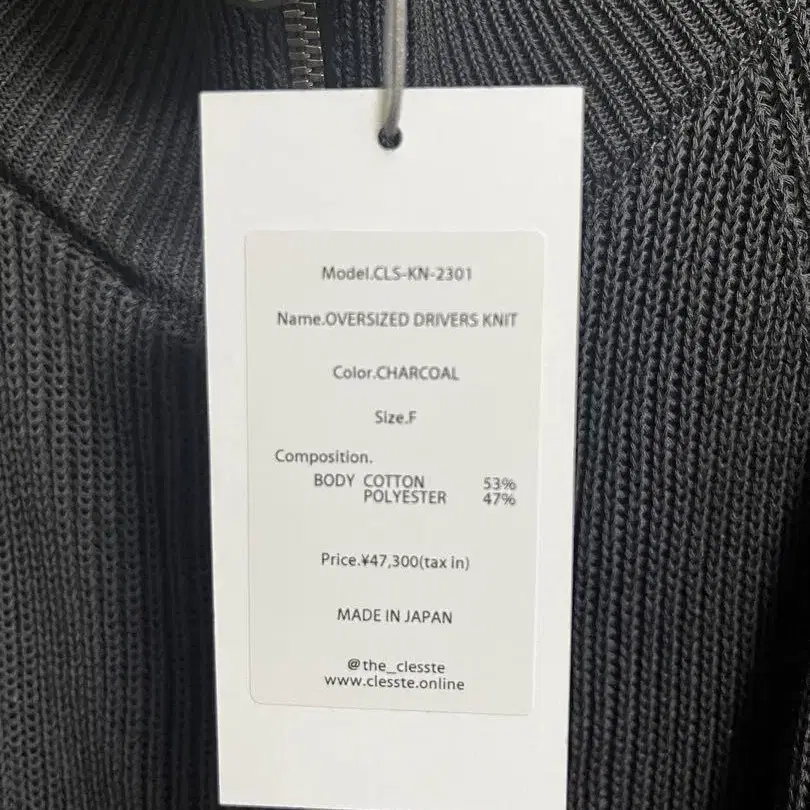 Model.CLS-KN-2301
Name.OVERSIZED DRIVERS KNIT
Color.CHARCOAL
Size.F
Composition.
BODY COTTON 53%
POLYESTER 47%
Price.¥47,300(tax in)
MADE IN JAPAN
@the_clesste
www.clesste.online